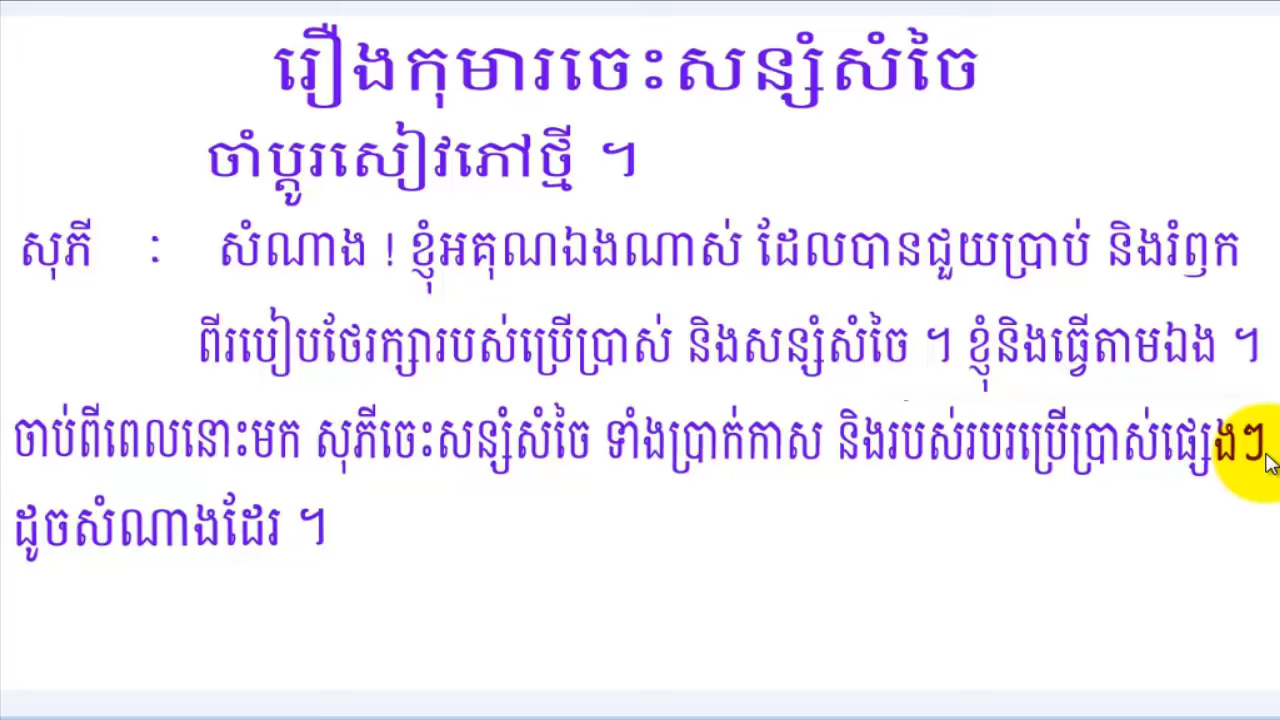 រឿងកុមារចេះសន្សំសំចៃ
ចាំប្ដូរសៀវភៅថ្មី ។
សុភី : សំណាង ! ខ្ញុំអគុណឯងណាស់ ដែលបានជួយប្រាប់ និងរំឭក
ពីរបៀបថែរក្សារបស់ប្រើប្រាស់ និងសន្សំសំចៃ ។ ខ្ញុំនិងធ្វើតាមឯង ។
ចាប់ពីពេលនោះមក សុភីចេះសន្សំសំចៃ ទាំងប្រាក់កាស និងរបស់របរប្រើប្រាស់ផ្សេងៗ
ដូចសំណាងដែរ ។